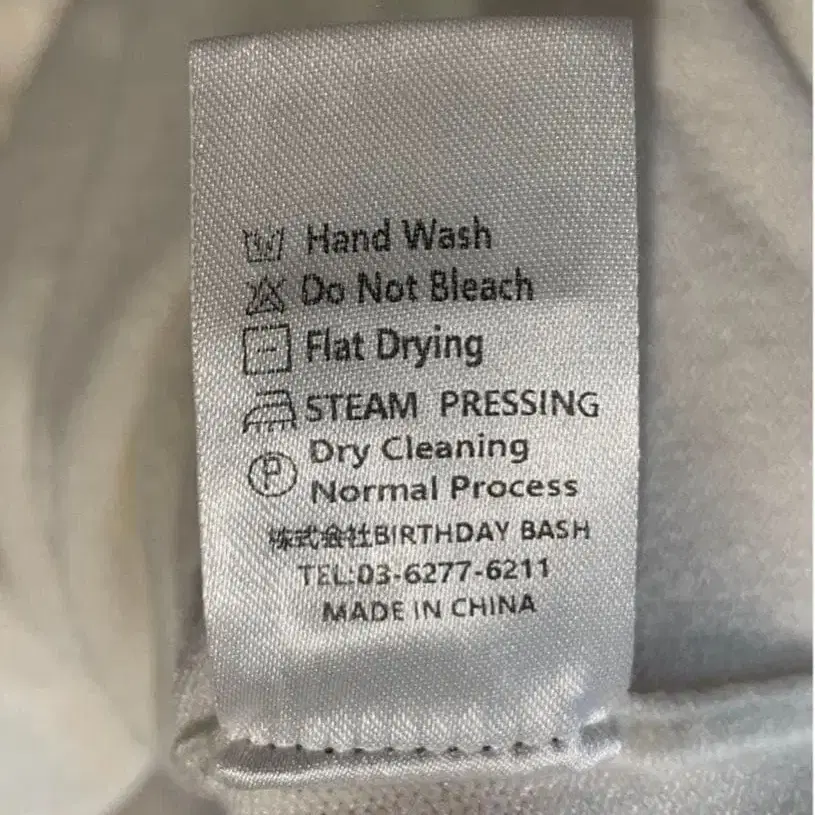 Hand Wash
Do Not Bleach
Flat Drying
STEAM PRESSING
P Dry Cleaning
Normal Process
株式会社BIRTHDAY BASH
TEL:03-6277-6211
MADE IN CHINA